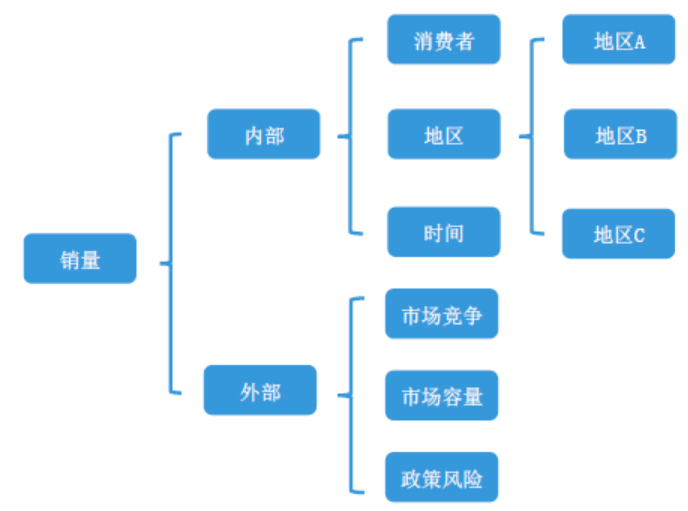 销量
内部
消费者
地区
地区A
地区B
地区C
时间
外部
市场竞争
市场容量
政策风险